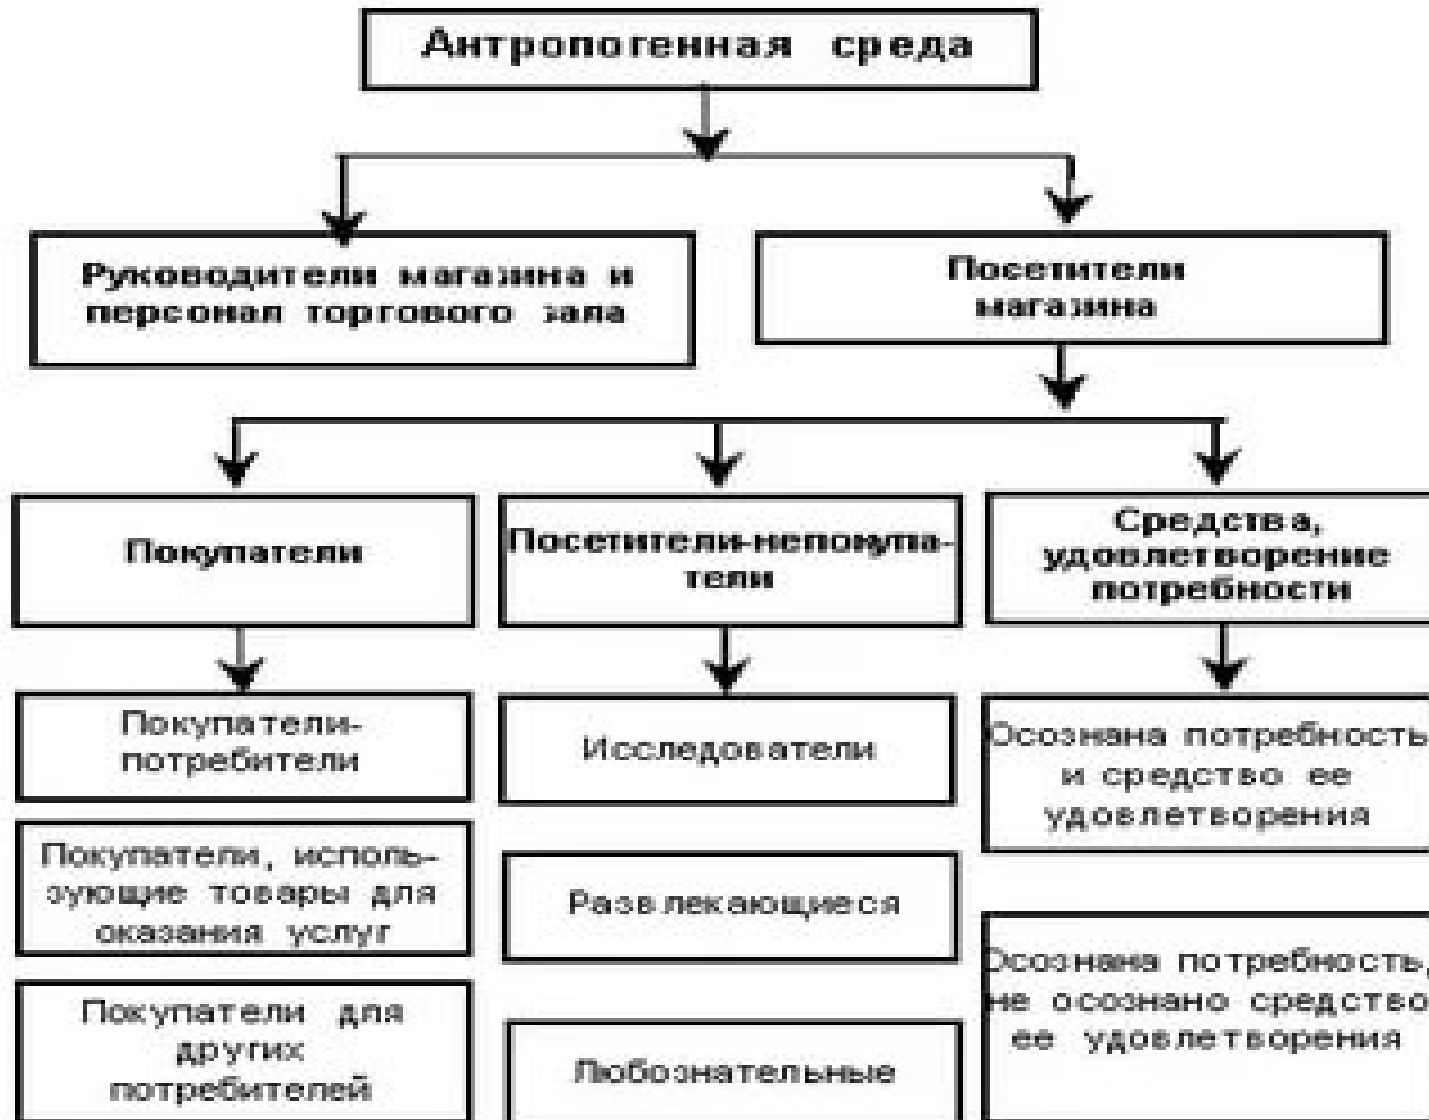 Антропогенная среда
Руководители магазина и
персонал торгового зала
Посетители
магазина
Покупатели
Посетители-непокупа-
тели
Средства,
удовлетворение
потребности
Покупатели-
потребители
Исследователи
Осознана потребность
и средство ее
удовлетворения
Покупатели, исполь-
зующие товары для
оказания услуг
Развлекающиеся
Осознана потребность,
не осознано средство
ее удовлетворения
Покупатели для
других
потребителей
Любознательные